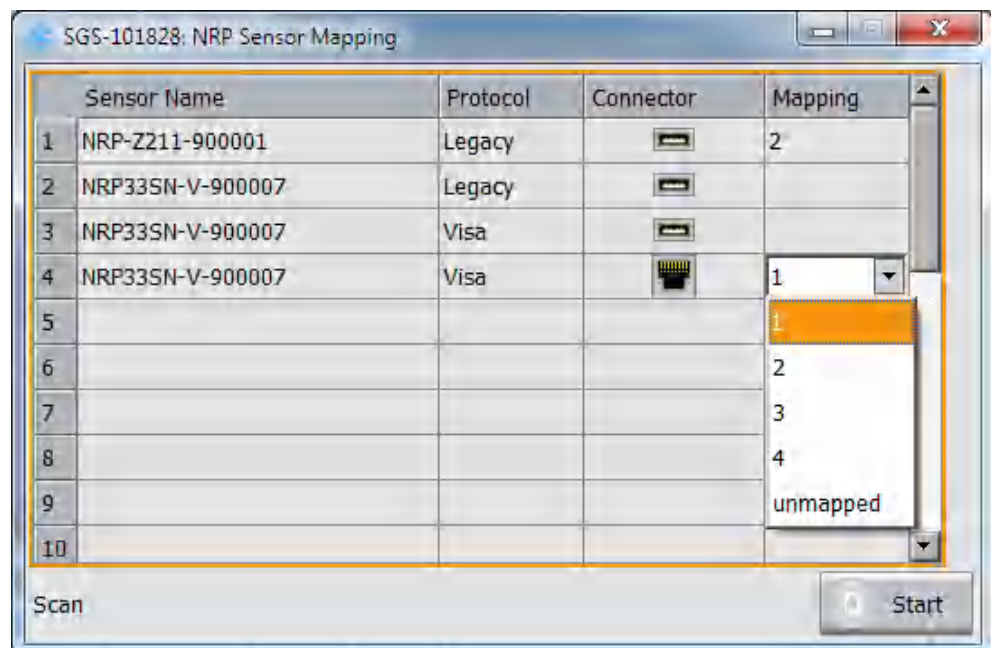 SGS-101828: NRP Sensor Mapping
Sensor Name Protocol Connector Mapping
1 NRP-Z211-900001 Legacy 2
2 NRP33SN-V-900007 Legacy
3 NRP33SN-V-900007 Visa
4 NRP33SN-V-900007 Visa 1
5 1
6 2
7 3
8 4
9 unmapped
10
Scan Start